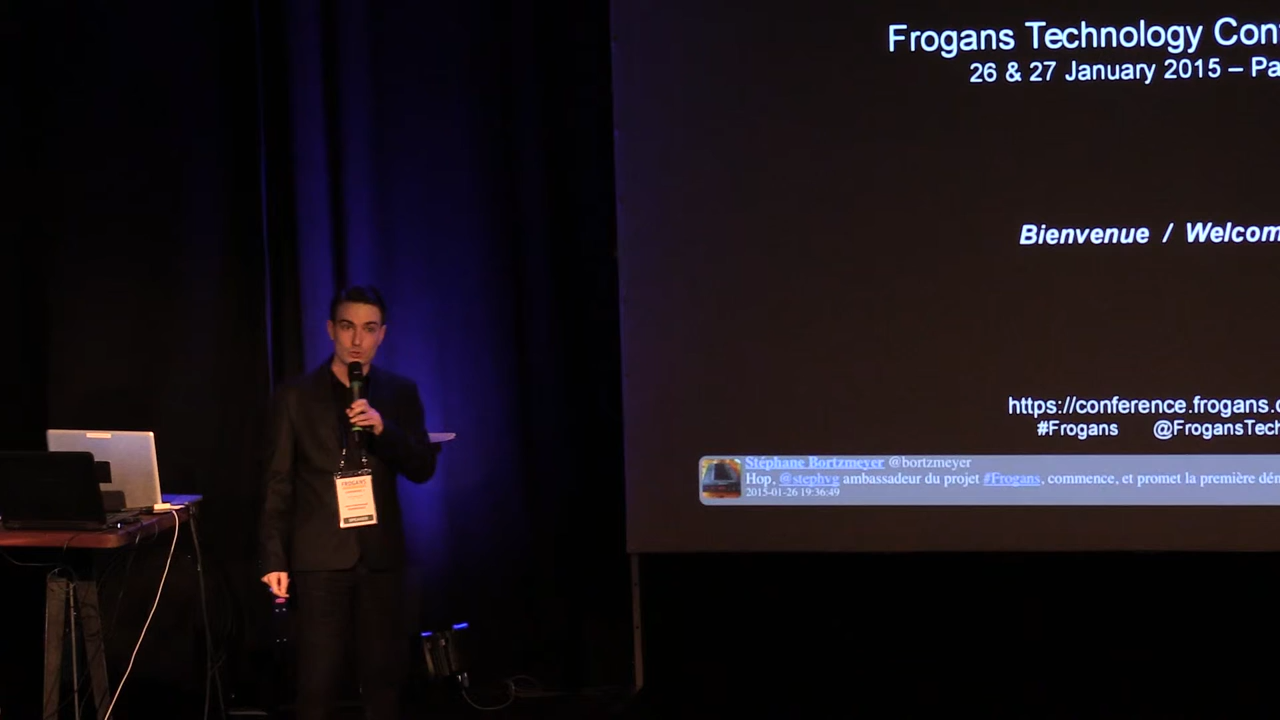 Frogans Technology Con
26 & 27 January 2015 – Pa
Bienvenue / Welcom
https://conference.frogans.
#Frogans @FrogansTech
Stéphane Bortzmeyer @bortzmeyer
Hop, @stephvg ambassadeur du projet #Frogans, commence, et promet la première dém
2015-01-26 19:36:49
FROGANS